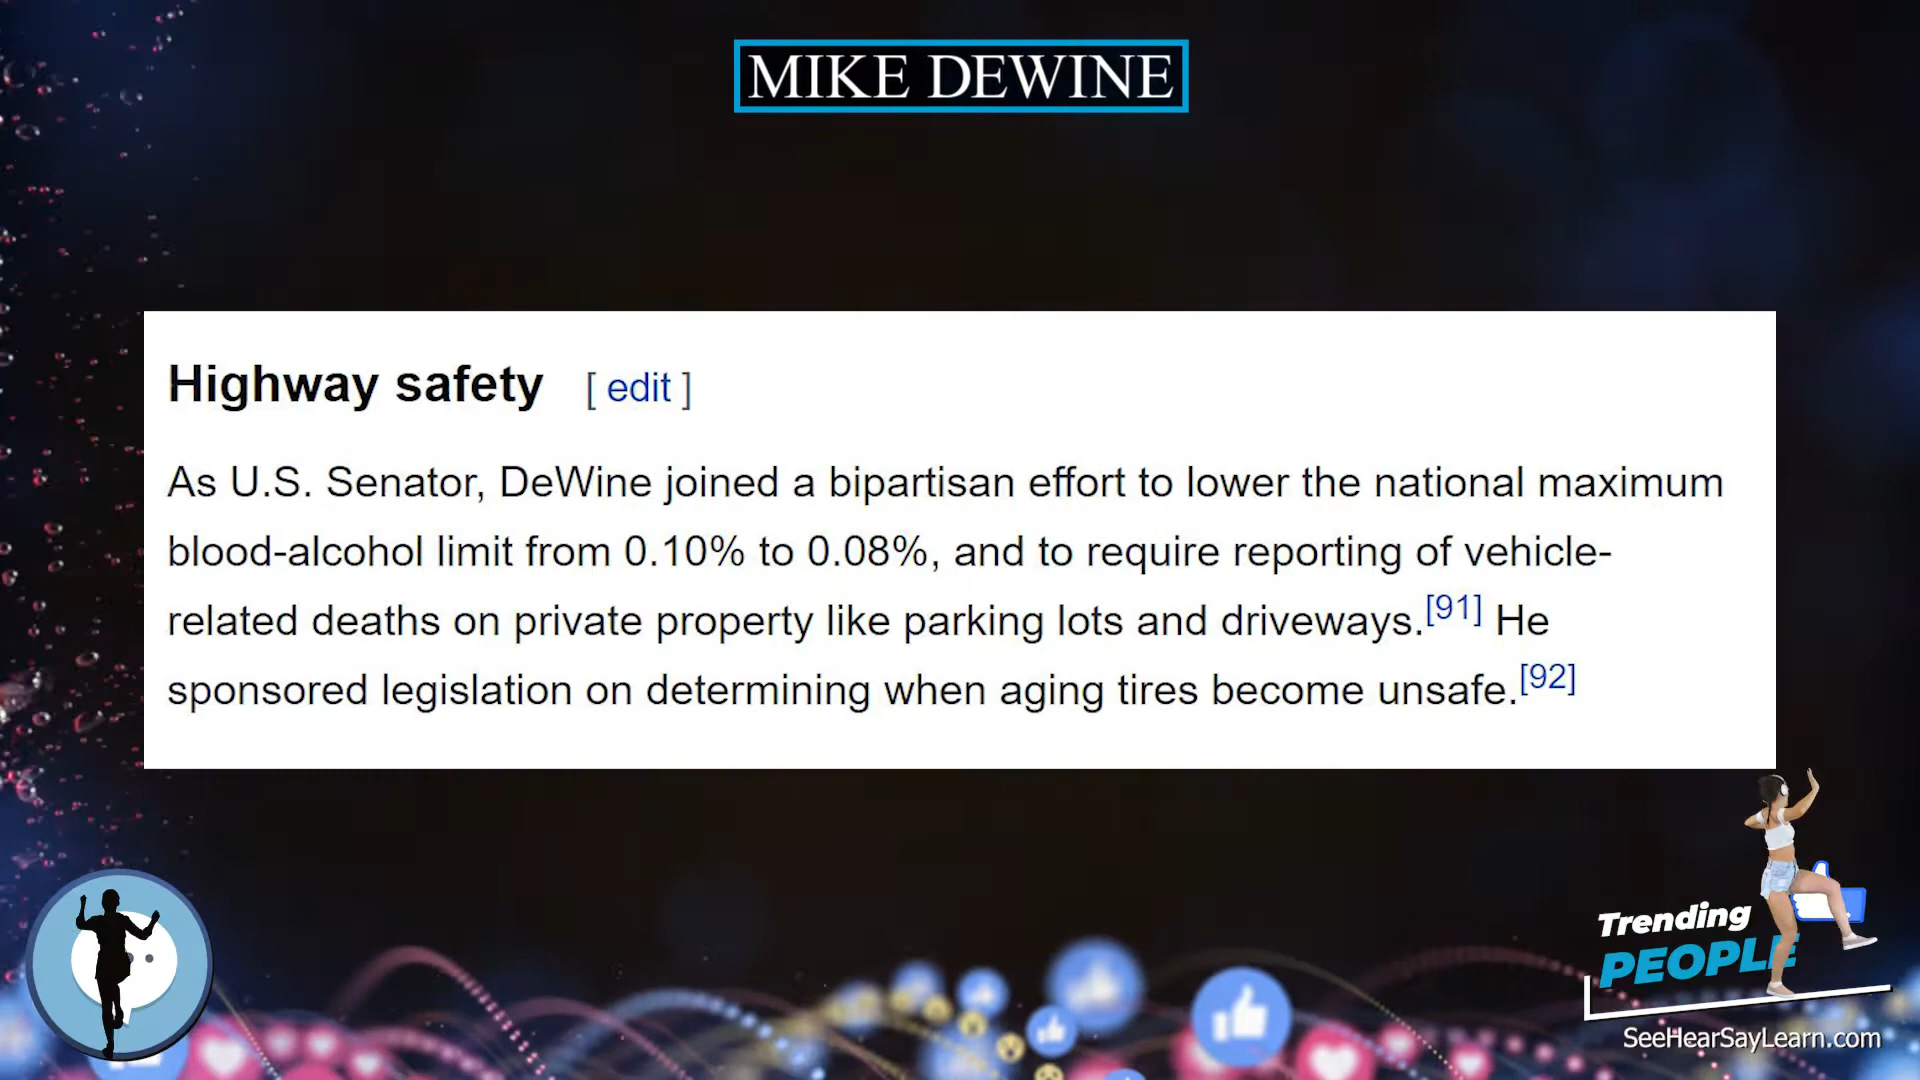 MIKE DEWINE
Highway safety [ edit ]
As U.S. Senator, DeWine joined a bipartisan effort to lower the national maximum
blood-alcohol limit from 0.10% to 0.08%, and to require reporting of vehicle-
related deaths on private property like parking lots and driveways.[91] He
sponsored legislation on determining when aging tires become unsafe.[92]
Trending
PEOPLE
SeeHearSayLearn.com